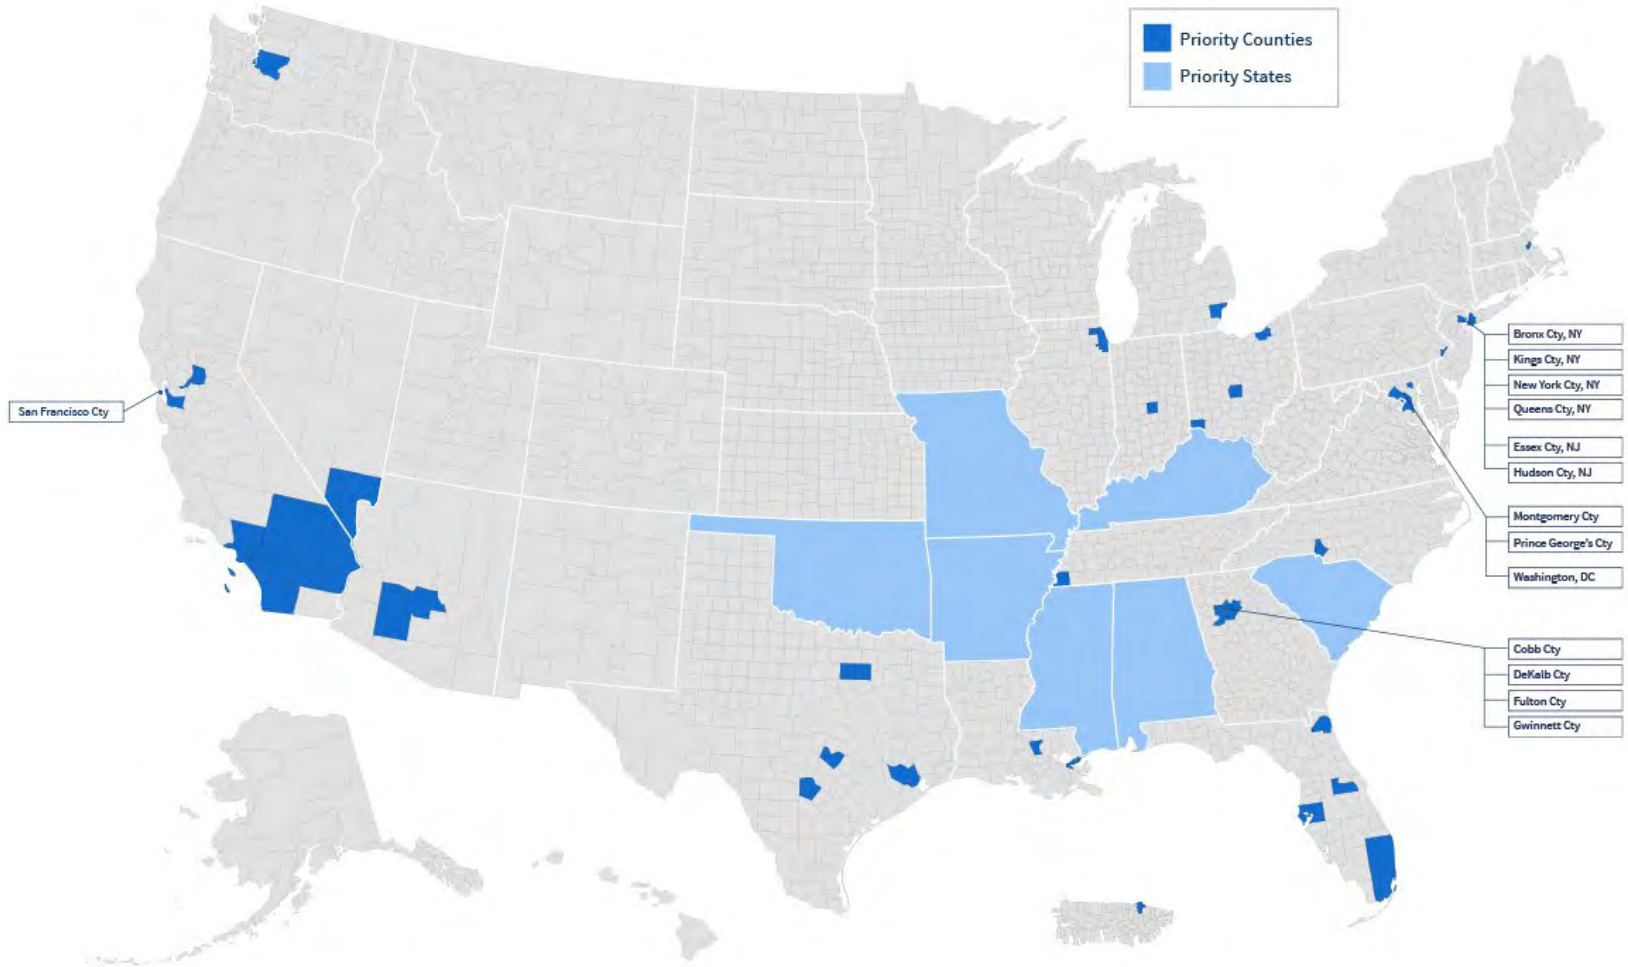 Priority Counties
Priority States
Bronx Cty, NY
Kings Cty, NY
New York Cty, NY
Queens Cty, NY
Essex Cty, NJ
Hudson Cty, NJ
San Francisco Cty
Montgomery Cty
Prince George's Cty
Washington, DC
Cobb Cty
DeKalb Cty
Fulton Cty
Gwinnett Cty